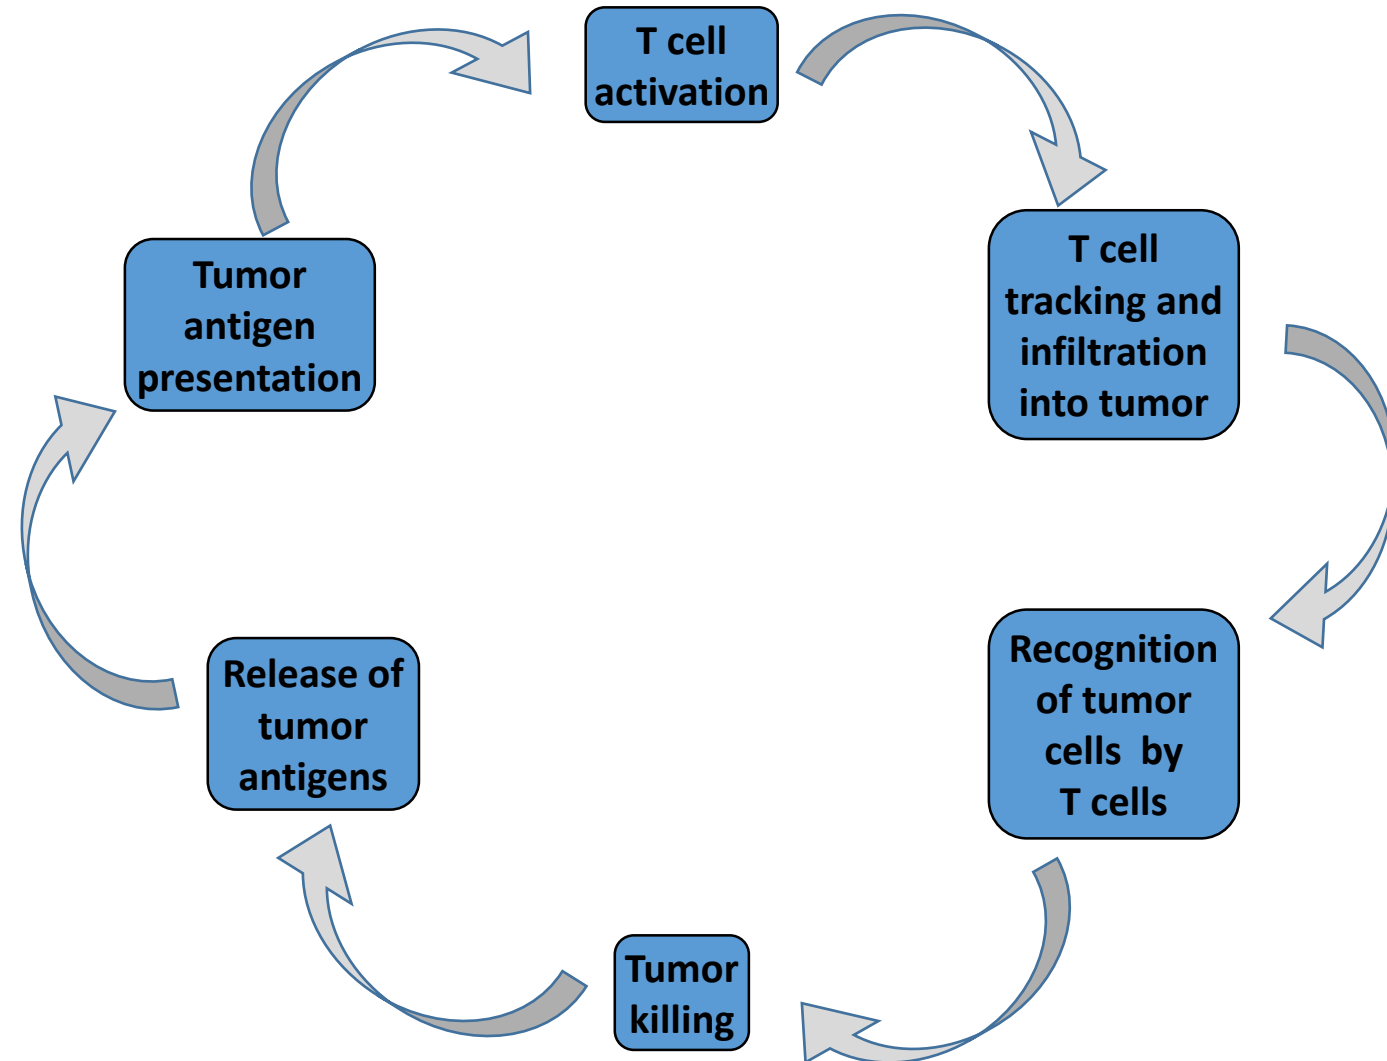 T cell
activation
T cell
tracking and
infiltration
into tumor
Recognition
of tumor
cells  by
T cells
Tumor
killing
Release of
tumor
antigens
Tumor
antigen
presentation